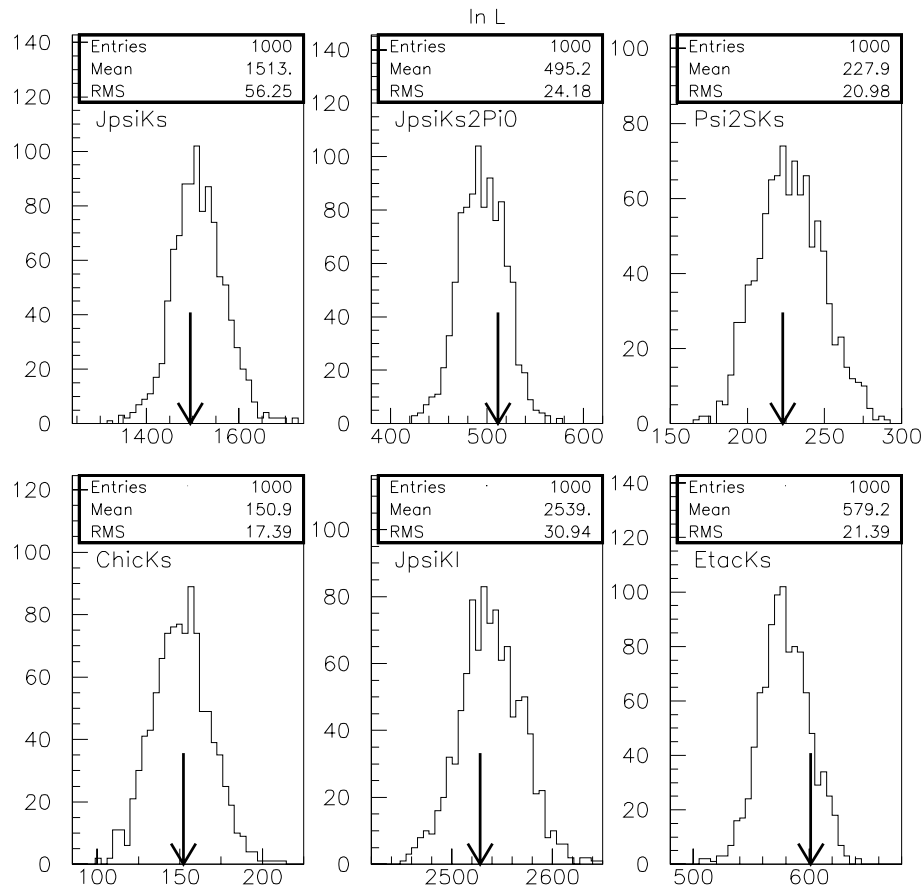 ln L
Entries 1000
Mean 1513.
RMS 56.25
JpsiKs
140
120
100
80
60
40
20
0
1400 1600
Entries 1000
Mean 495.2
RMS 24.18
JpsiKs2Pi0
140
120
100
80
60
40
20
0
400 500 600
Entries 1000
Mean 227.9
RMS 20.98
Psi2SKs
100
80
60
40
20
0
150 200 250 300
Entries 1000
Mean 150.9
RMS 17.39
ChicKs
120
100
80
60
40
20
0
100 150 200
Entries 1000
Mean 2539.
RMS 30.94
JpsiKl
100
80
60
40
20
0
2500 2600
Entries 1000
Mean 579.2
RMS 21.39
EtacKs
140
120
100
80
60
40
20
0
500 600